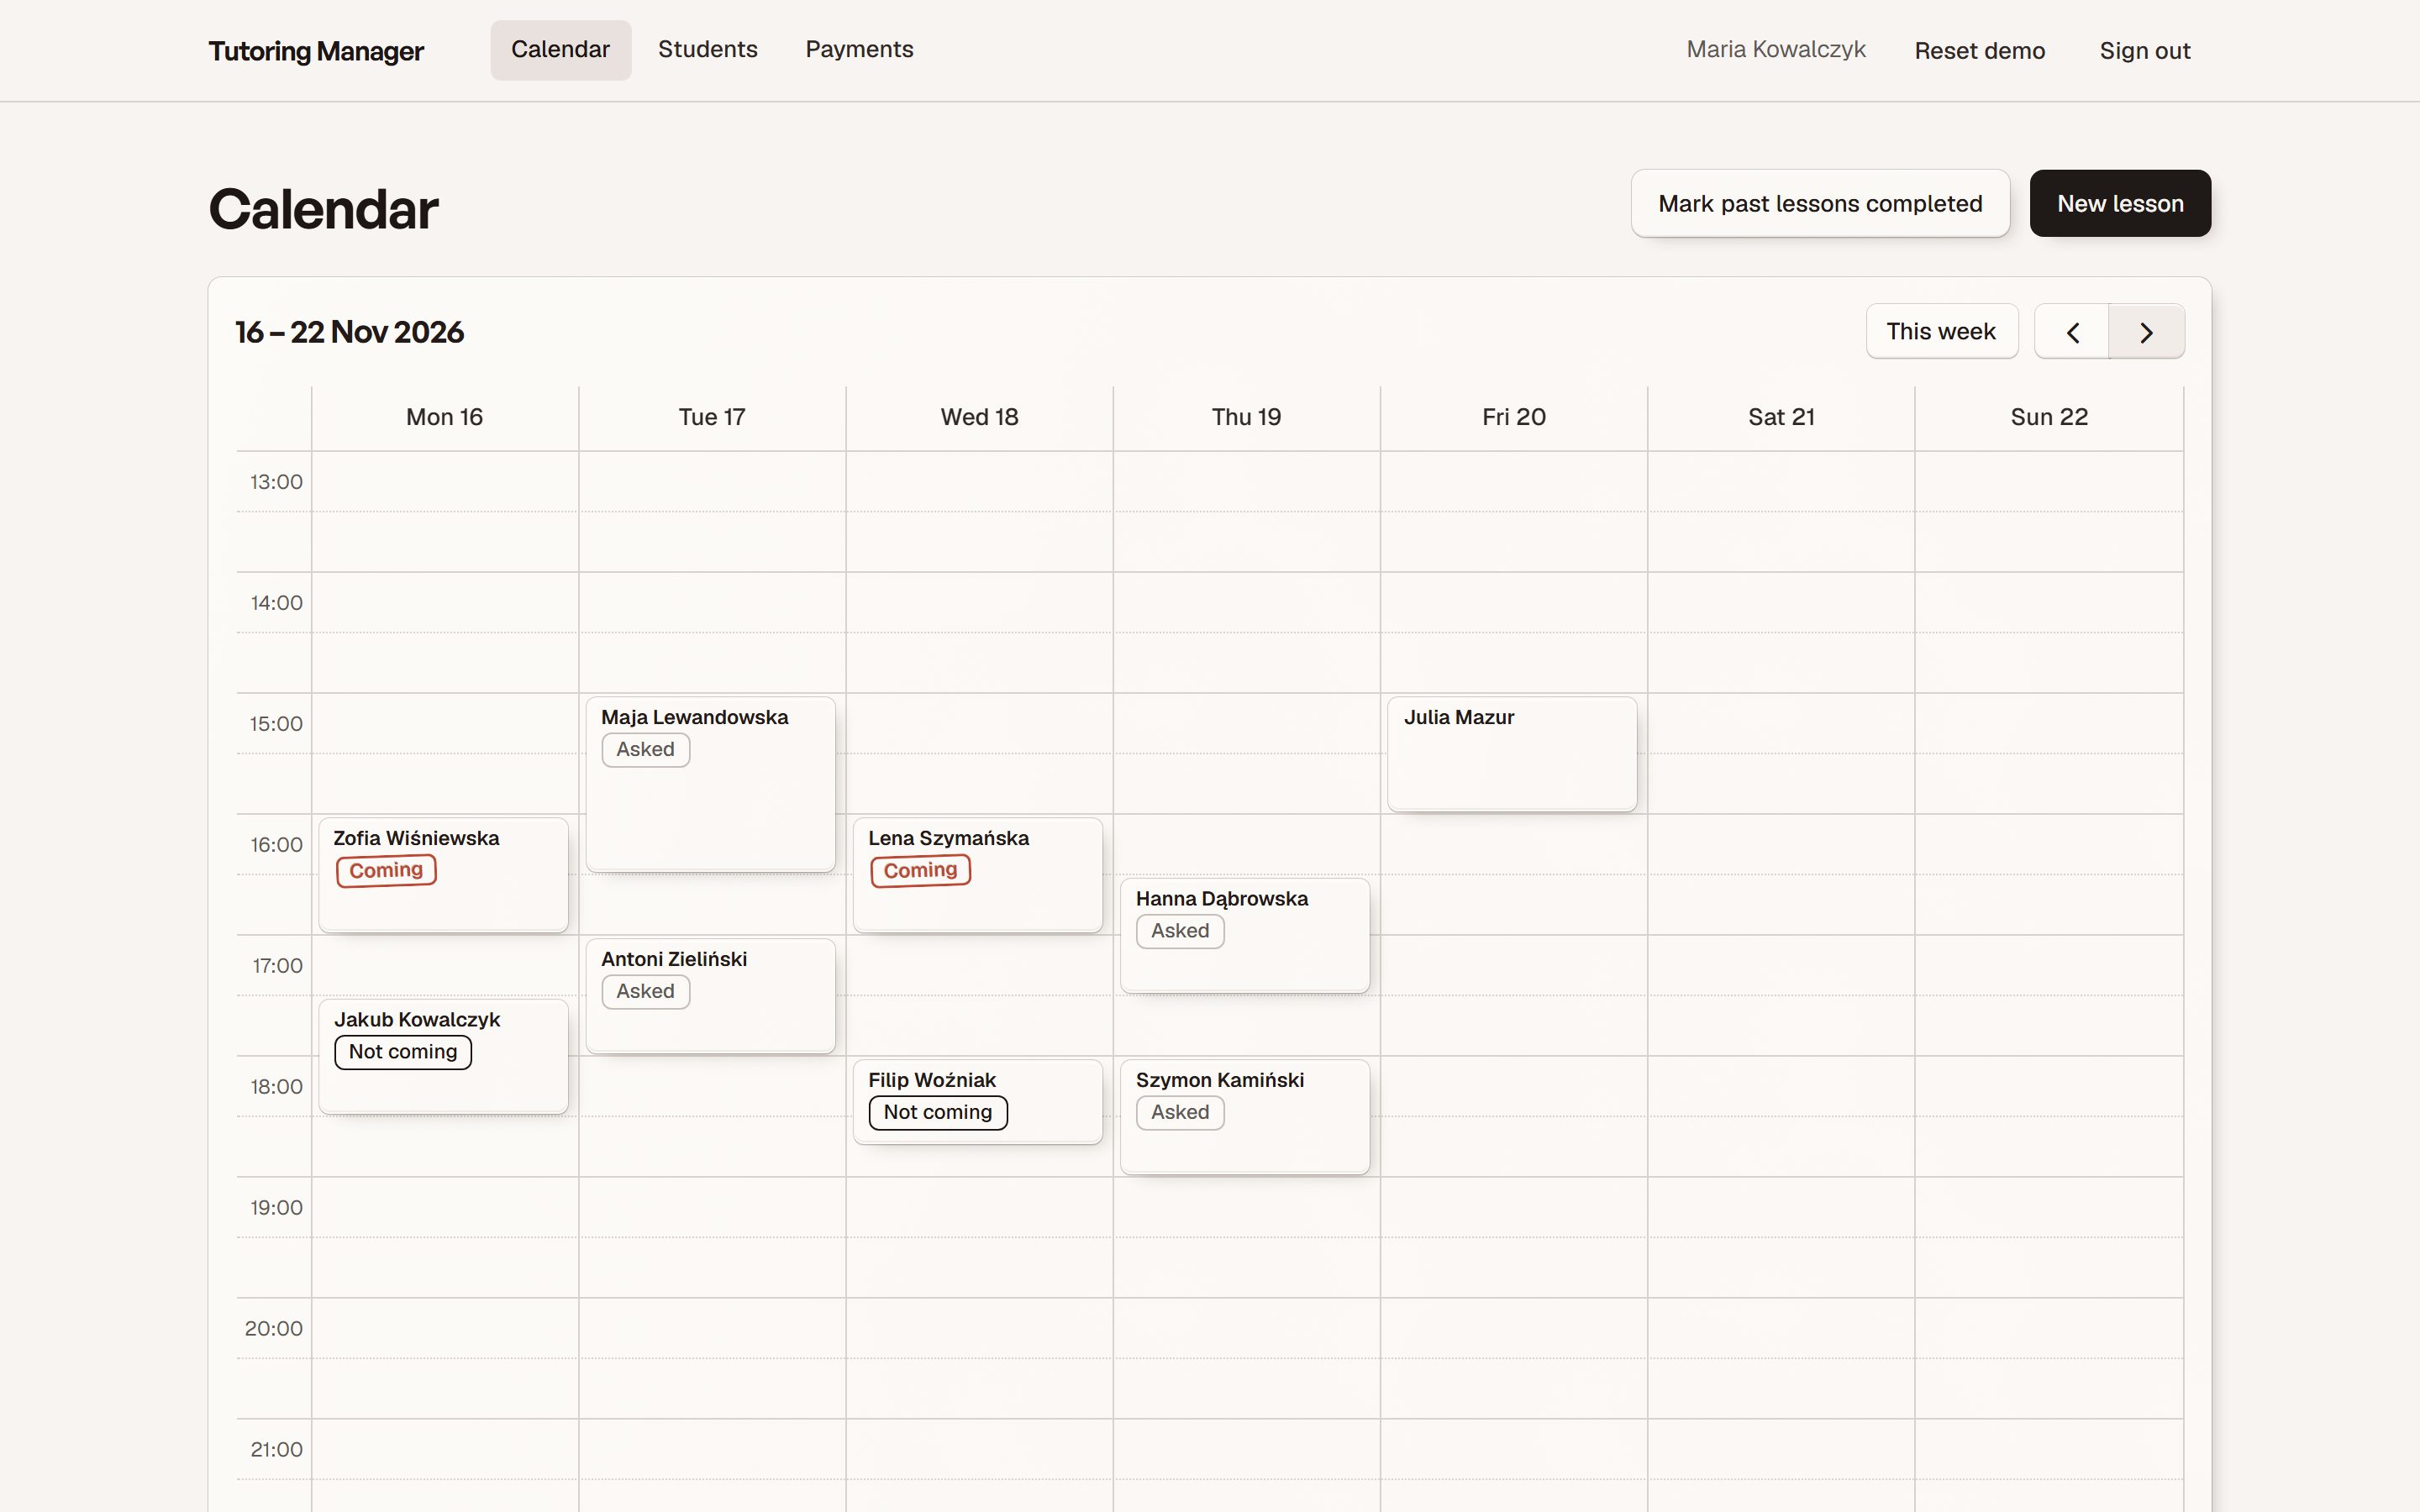 Tutoring Manager
Calendar
Students
Payments
Maria Kowalczyk
Reset demo
Sign out
Calendar
Mark past lessons completed
New lesson
16 – 22 Nov 2026
This week
Mon 16
Tue 17
Wed 18
Thu 19
Fri 20
Sat 21
Sun 22
13:00
14:00
15:00
Maja Lewandowska
Asked
Julia Mazur
16:00
Zofia Wiśniewska
Coming
Lena Szymańska
Coming
Hanna Dąbrowska
Asked
17:00
Antoni Zieliński
Asked
Jakub Kowalczyk
Not coming
18:00
Filip Woźniak
Not coming
Szymon Kamiński
Asked
19:00
20:00
21:00